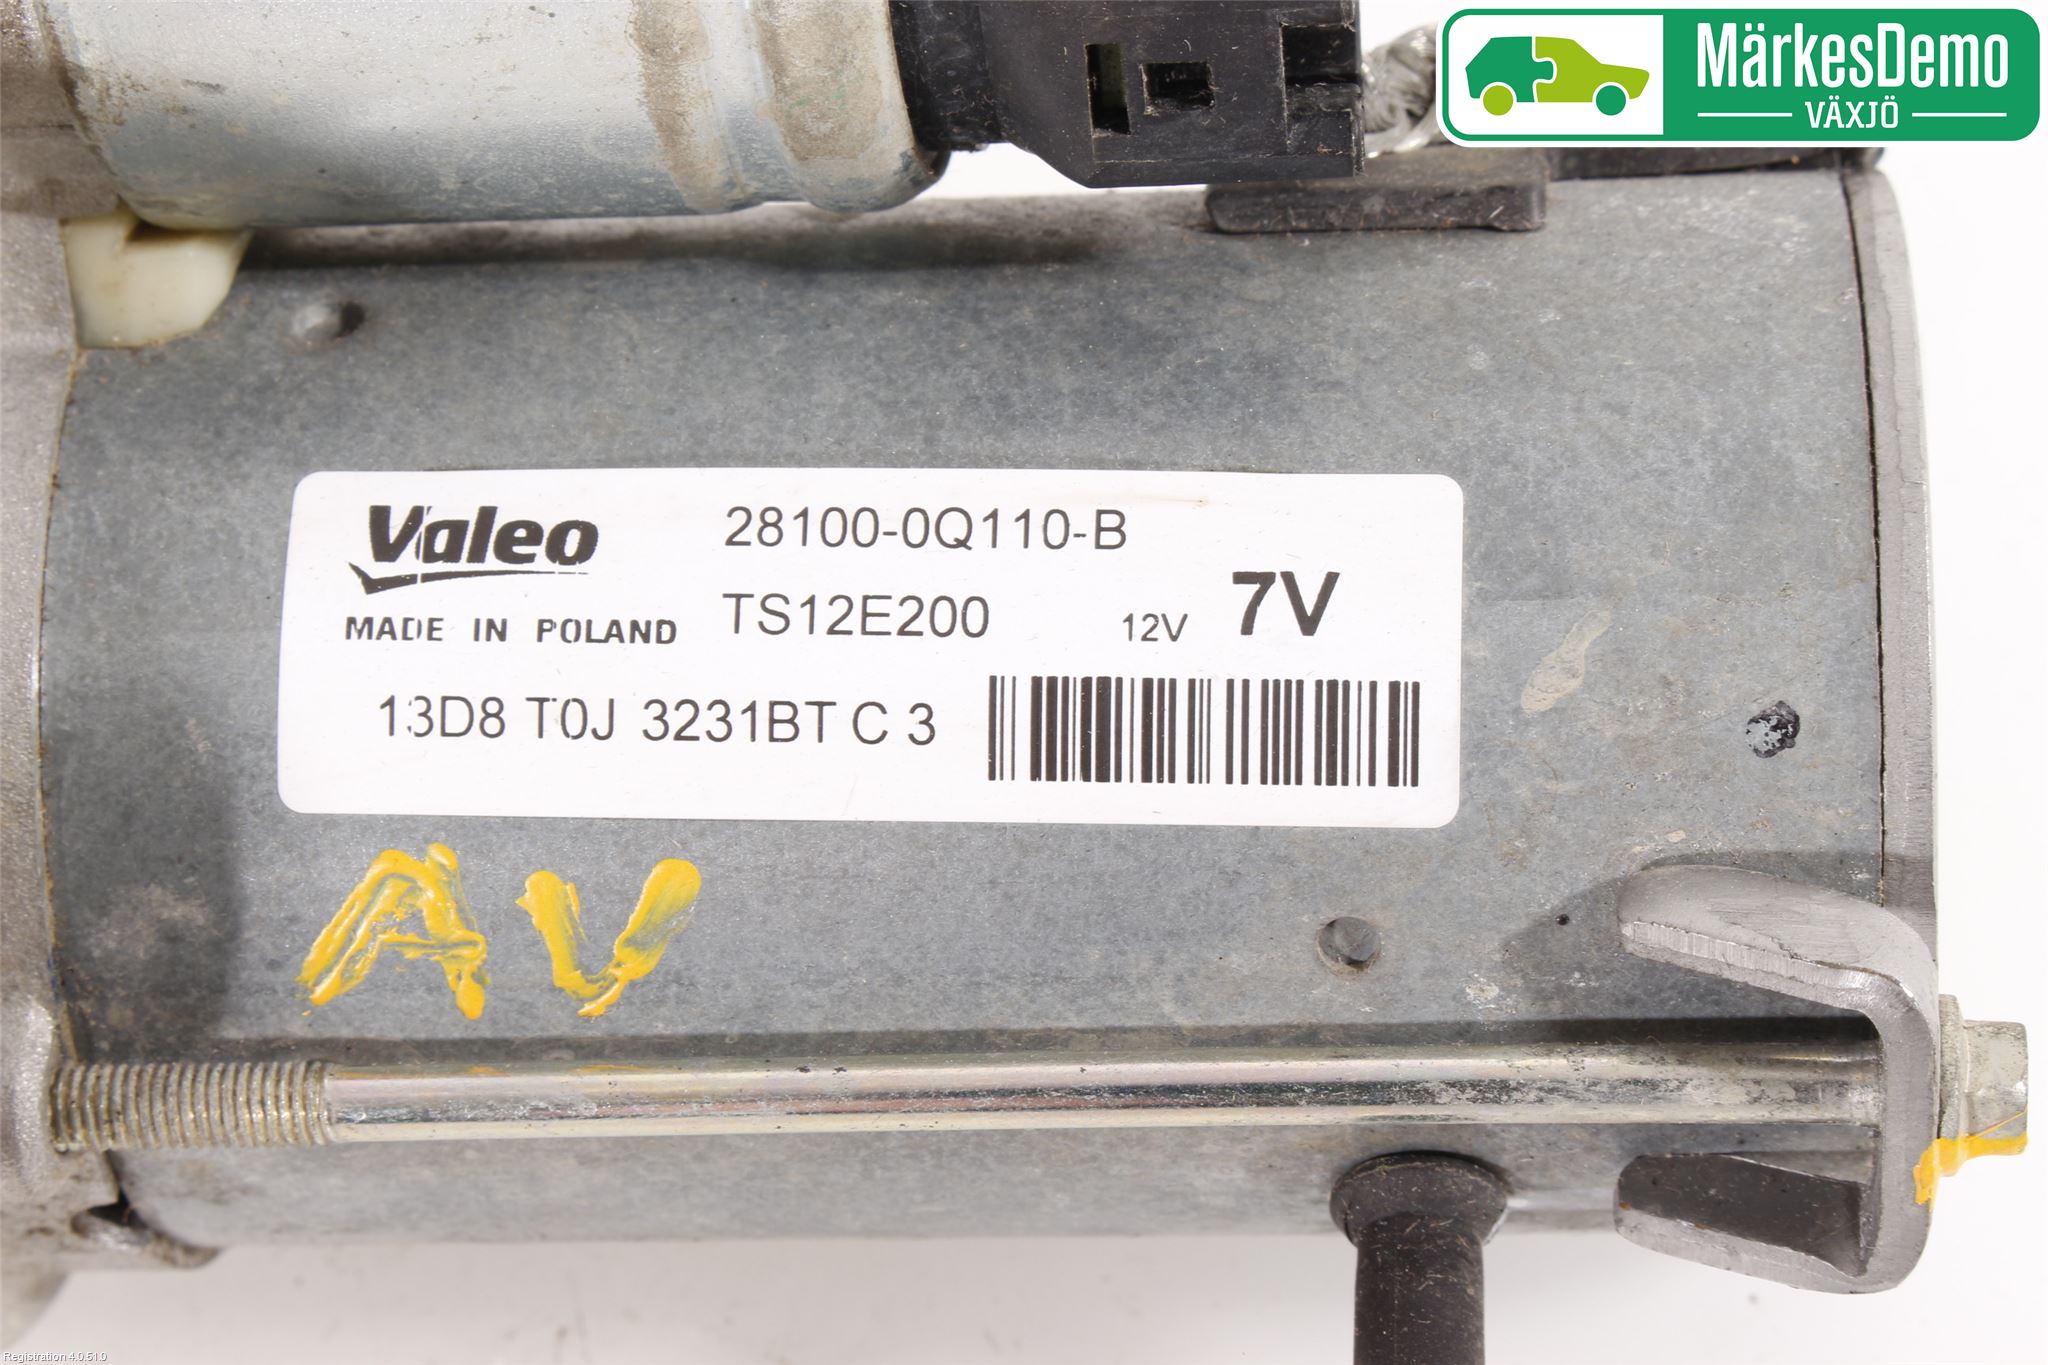 MärkesDemo
VÄXJÖ
Valeo
28100-0Q110-B
MADE IN POLAND
TS12E200
12V
7V
13D8 T0J 3231BT C 3
AV
Registration 4.0.51.0